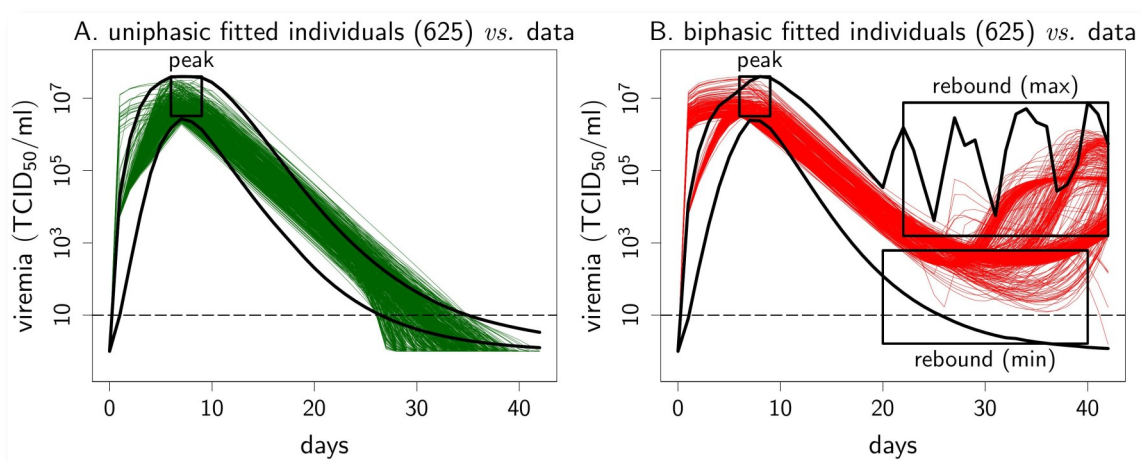 A. uniphasic fitted individuals (625) vs. data
peak
viremia (TCID50/ml)
10^7
10^5
10^3
10
0
10
20
30
40
days
B. biphasic fitted individuals (625) vs. data
peak
rebound (max)
rebound (min)
viremia (TCID50/ml)
10^7
10^5
10^3
10
0
10
20
30
40
days